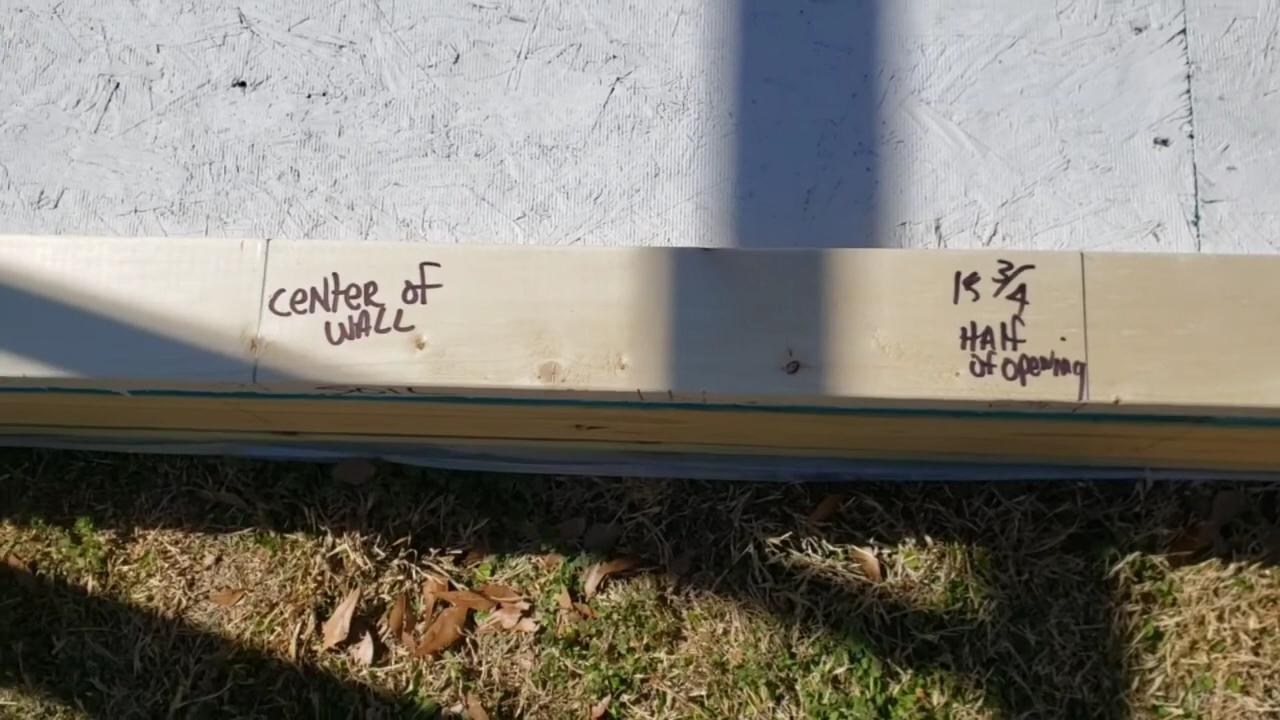 CENTER OF
WALL
15 3/4
HALF
of opening